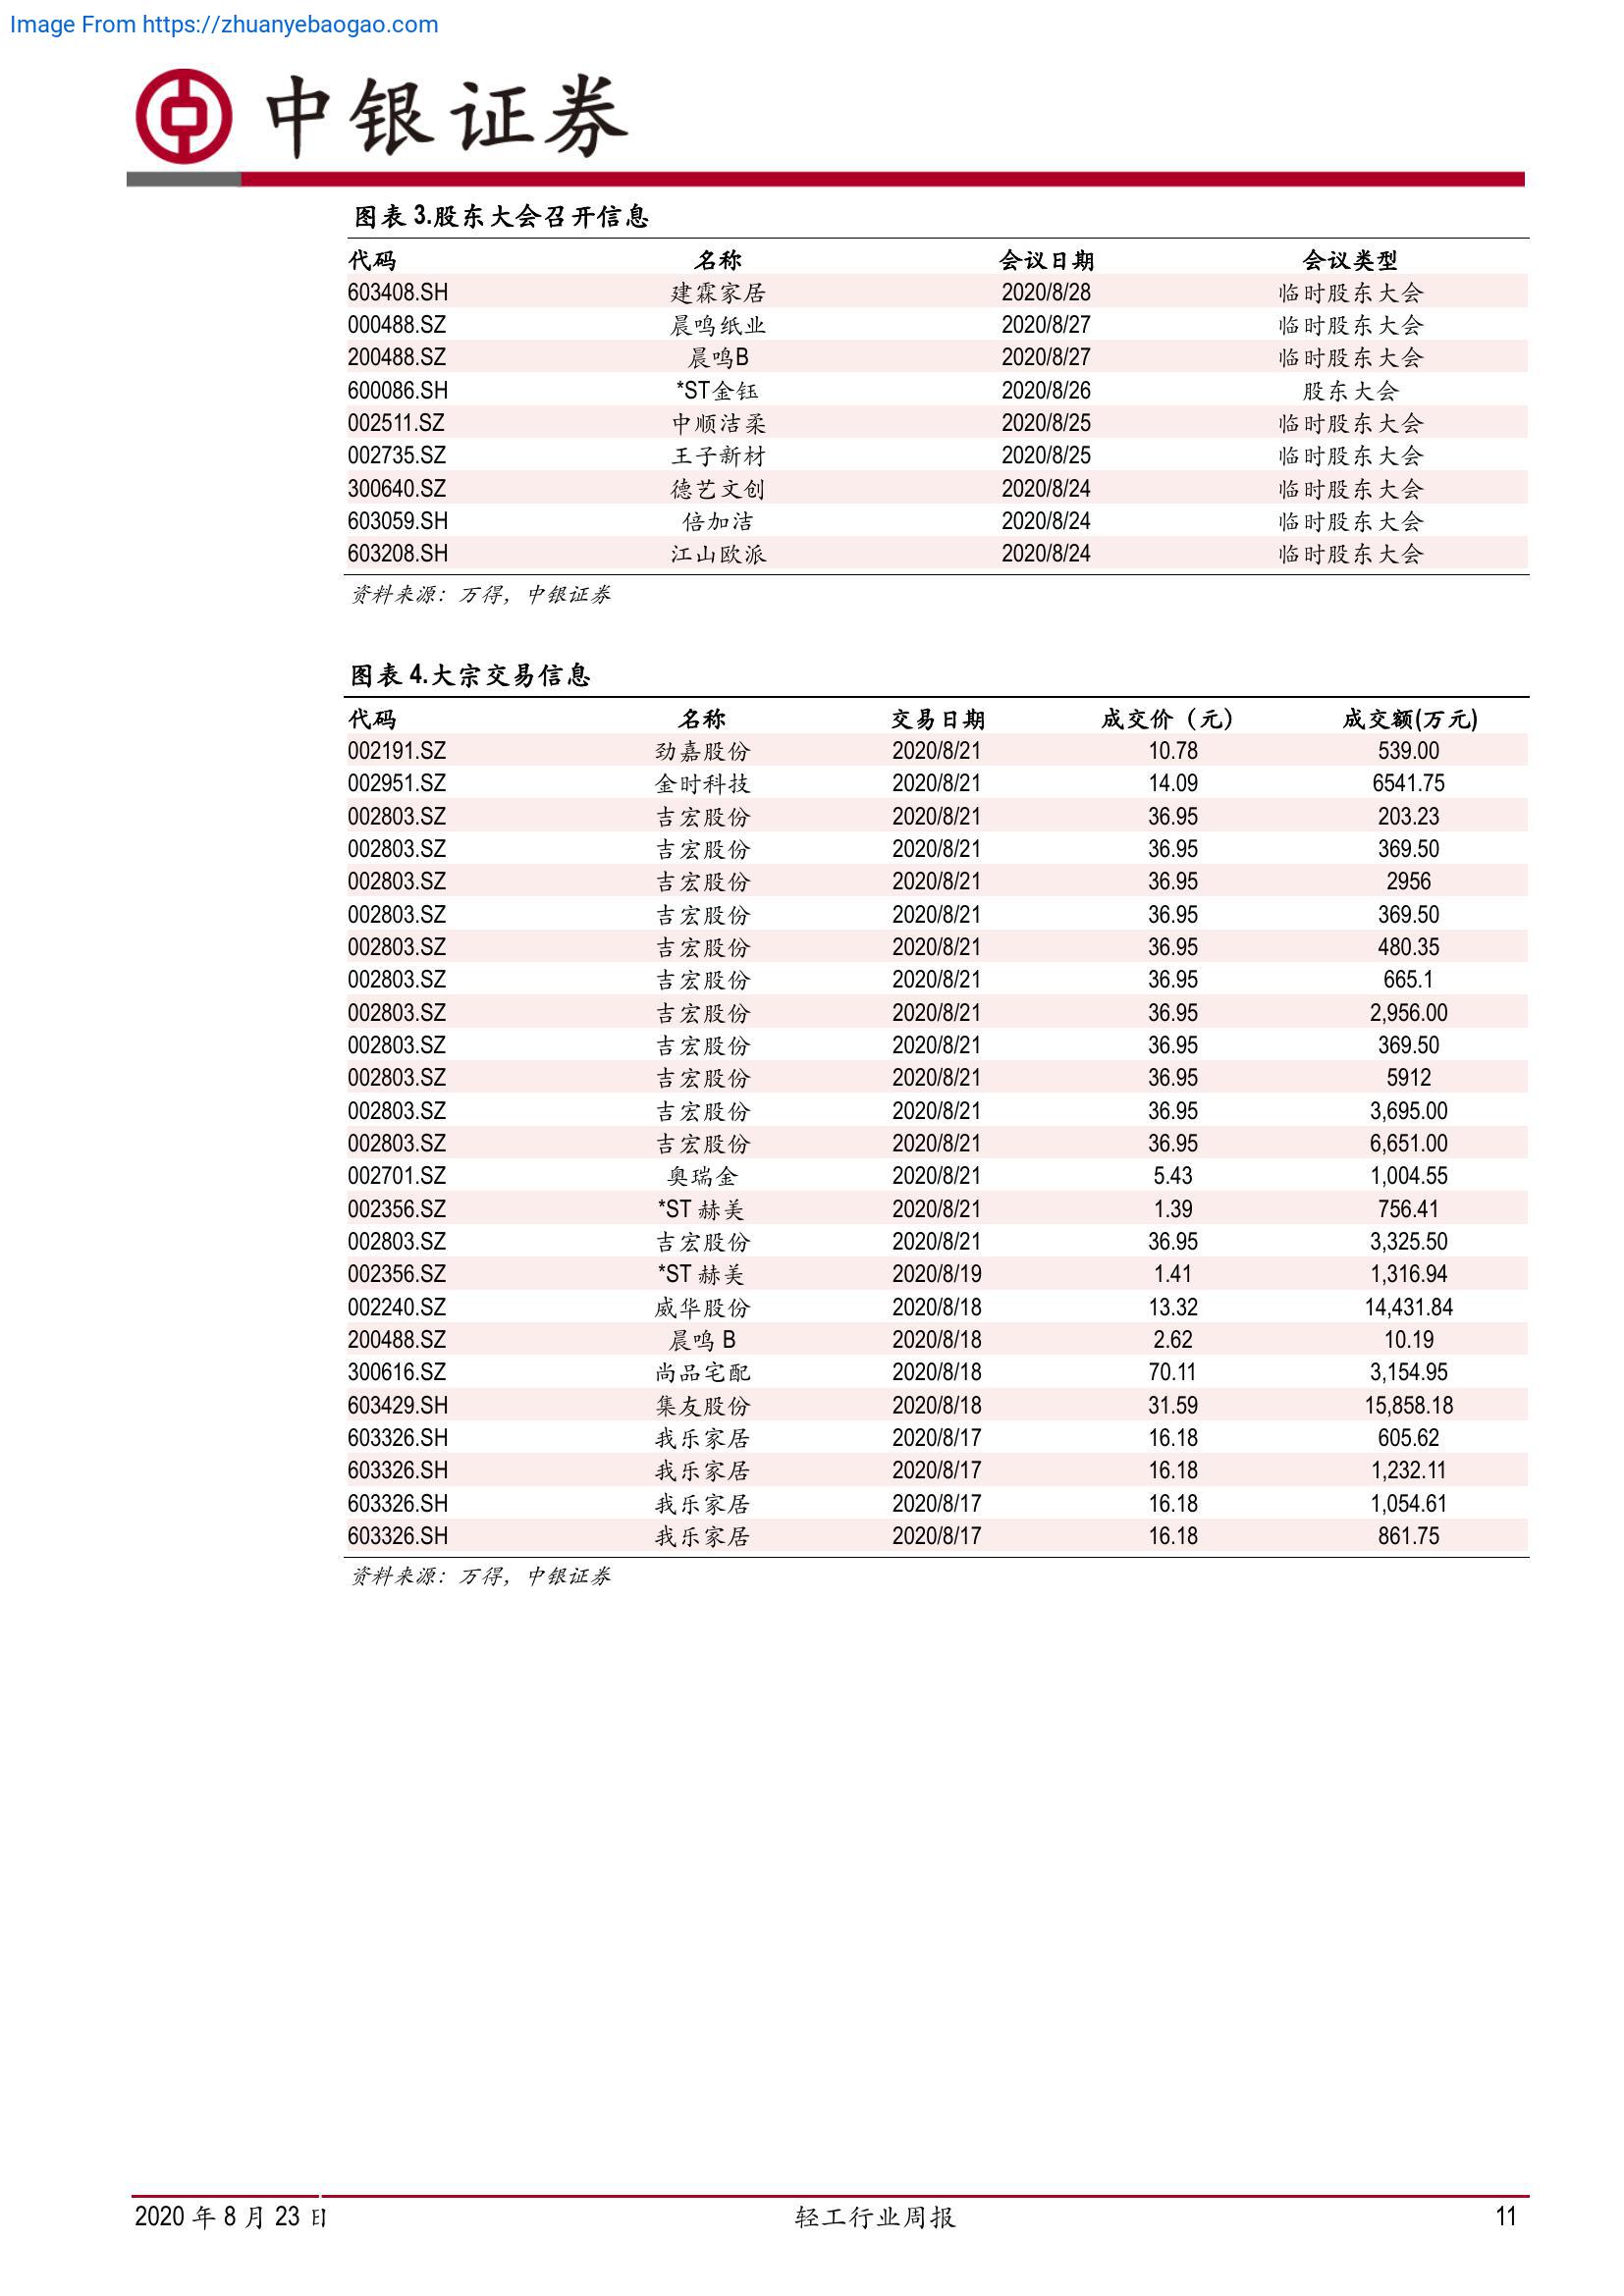 Image From https://zhuanyebaogao.com
中银证券
图表 3.股东大会召开信息
代码 名称 会议日期 会议类型
603408.SH 建霖家居 2020/8/28 临时股东大会
000488.SZ 晨鸣纸业 2020/8/27 临时股东大会
200488.SZ 晨鸣B 2020/8/27 临时股东大会
600086.SH *ST金钰 2020/8/26 股东大会
002511.SZ 中顺洁柔 2020/8/25 临时股东大会
002735.SZ 王子新材 2020/8/25 临时股东大会
300640.SZ 德艺文创 2020/8/24 临时股东大会
603059.SH 倍加洁 2020/8/24 临时股东大会
603208.SH 江山欧派 2020/8/24 临时股东大会
资料来源：万得，中银证券
图表 4.大宗交易信息
代码 名称 交易日期 成交价（元） 成交额(万元)
002191.SZ 劲嘉股份 2020/8/21 10.78 539.00
002951.SZ 金时科技 2020/8/21 14.09 6541.75
002803.SZ 吉宏股份 2020/8/21 36.95 203.23
002803.SZ 吉宏股份 2020/8/21 36.95 369.50
002803.SZ 吉宏股份 2020/8/21 36.95 2956
002803.SZ 吉宏股份 2020/8/21 36.95 369.50
002803.SZ 吉宏股份 2020/8/21 36.95 480.35
002803.SZ 吉宏股份 2020/8/21 36.95 665.1
002803.SZ 吉宏股份 2020/8/21 36.95 2,956.00
002803.SZ 吉宏股份 2020/8/21 36.95 369.50
002803.SZ 吉宏股份 2020/8/21 36.95 5912
002803.SZ 吉宏股份 2020/8/21 36.95 3,695.00
002803.SZ 吉宏股份 2020/8/21 36.95 6,651.00
002701.SZ 奥瑞金 2020/8/21 5.43 1,004.55
002356.SZ *ST 赫美 2020/8/21 1.39 756.41
002803.SZ 吉宏股份 2020/8/21 36.95 3,325.50
002356.SZ *ST 赫美 2020/8/19 1.41 1,316.94
002240.SZ 威华股份 2020/8/18 13.32 14,431.84
200488.SZ 晨鸣 B 2020/8/18 2.62 10.19
300616.SZ 尚品宅配 2020/8/18 70.11 3,154.95
603429.SH 集友股份 2020/8/18 31.59 15,858.18
603326.SH 我乐家居 2020/8/17 16.18 605.62
603326.SH 我乐家居 2020/8/17 16.18 1,232.11
603326.SH 我乐家居 2020/8/17 16.18 1,054.61
603326.SH 我乐家居 2020/8/17 16.18 861.75
资料来源：万得，中银证券
2020 年 8 月 23 日 轻工行业周报 11